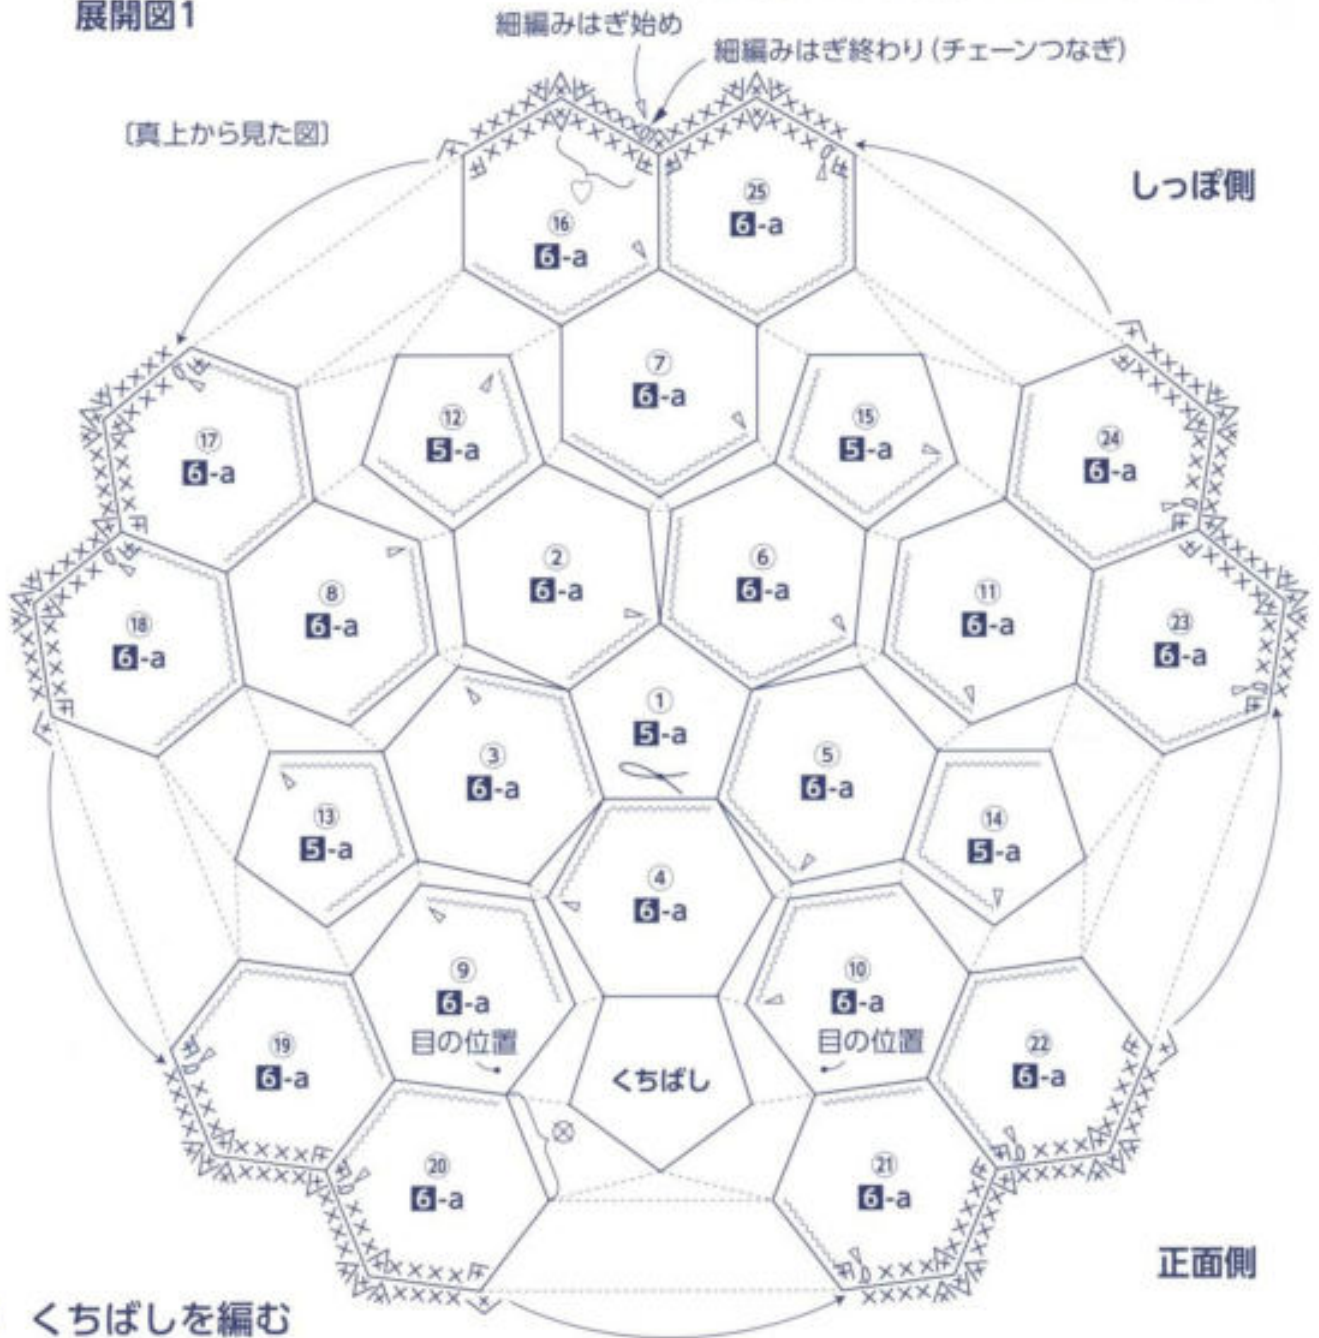 展開図1
細編みはぎ始め
細編みはぎ終わり(チェーンつなぎ)
〔真上から見た図〕
しっぽ側
⑯
6-a
㉕
6-a
⑦
6-a
⑫
5-a
⑮
5-a
⑰
6-a
㉔
6-a
②
6-a
⑥
6-a
⑧
6-a
⑪
6-a
⑱
6-a
㉓
6-a
①
5-a
③
6-a
⑤
6-a
⑬
5-a
⑭
5-a
④
6-a
⑨
6-a
目の位置
⑩
6-a
目の位置
⑲
6-a
㉒
6-a
くちばし
⑳
6-a
㉑
6-a
正面側
くちばしを編む